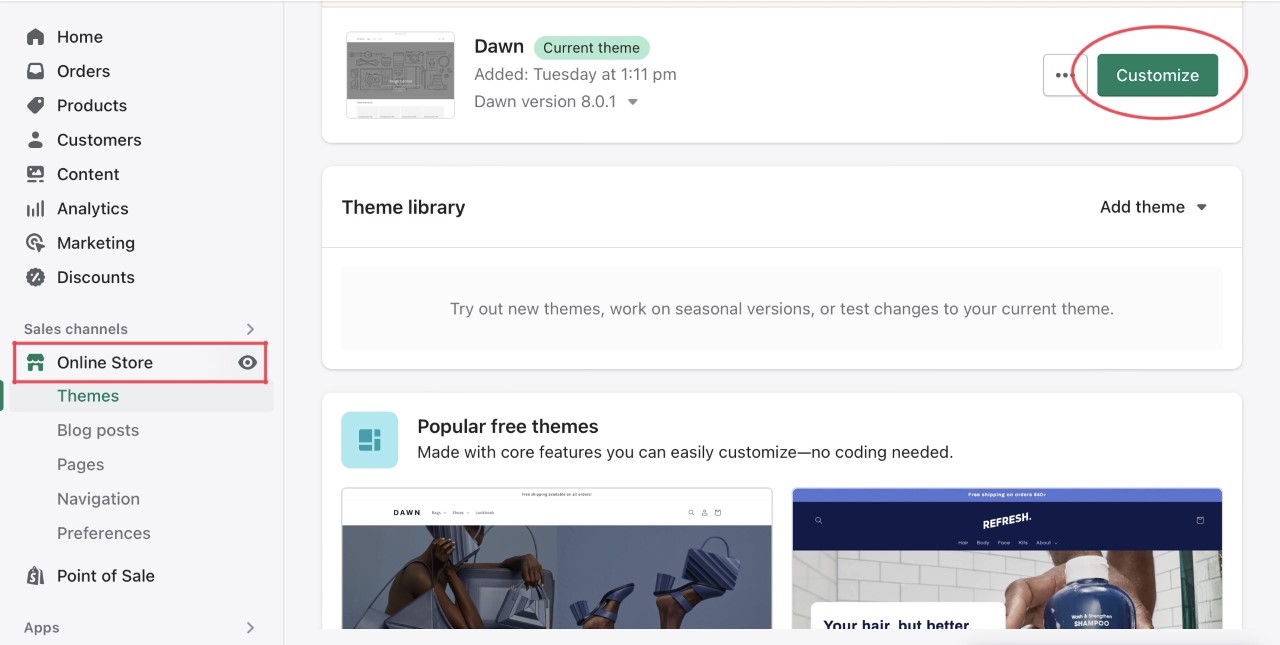 Home
Orders
Products
Customers
Content
Analytics
Marketing
Discounts
Sales channels
Online Store
Themes
Blog posts
Pages
Navigation
Preferences
Point of Sale
Apps
Dawn Current theme
Added: Tuesday at 1:11 pm
Dawn version 8.0.1
Customize
Theme library
Add theme
Try out new themes, work on seasonal versions, or test changes to your current theme.
Popular free themes
Made with core features you can easily customize—no coding needed.
Free shipping available on all orders!
DAWN Bags Shoes Lookbook
Free shipping on orders $40+
REFRESH.
Hair Body Face Kits About
Your hair, but better.
Wash & Strengthen
SHAMPOO